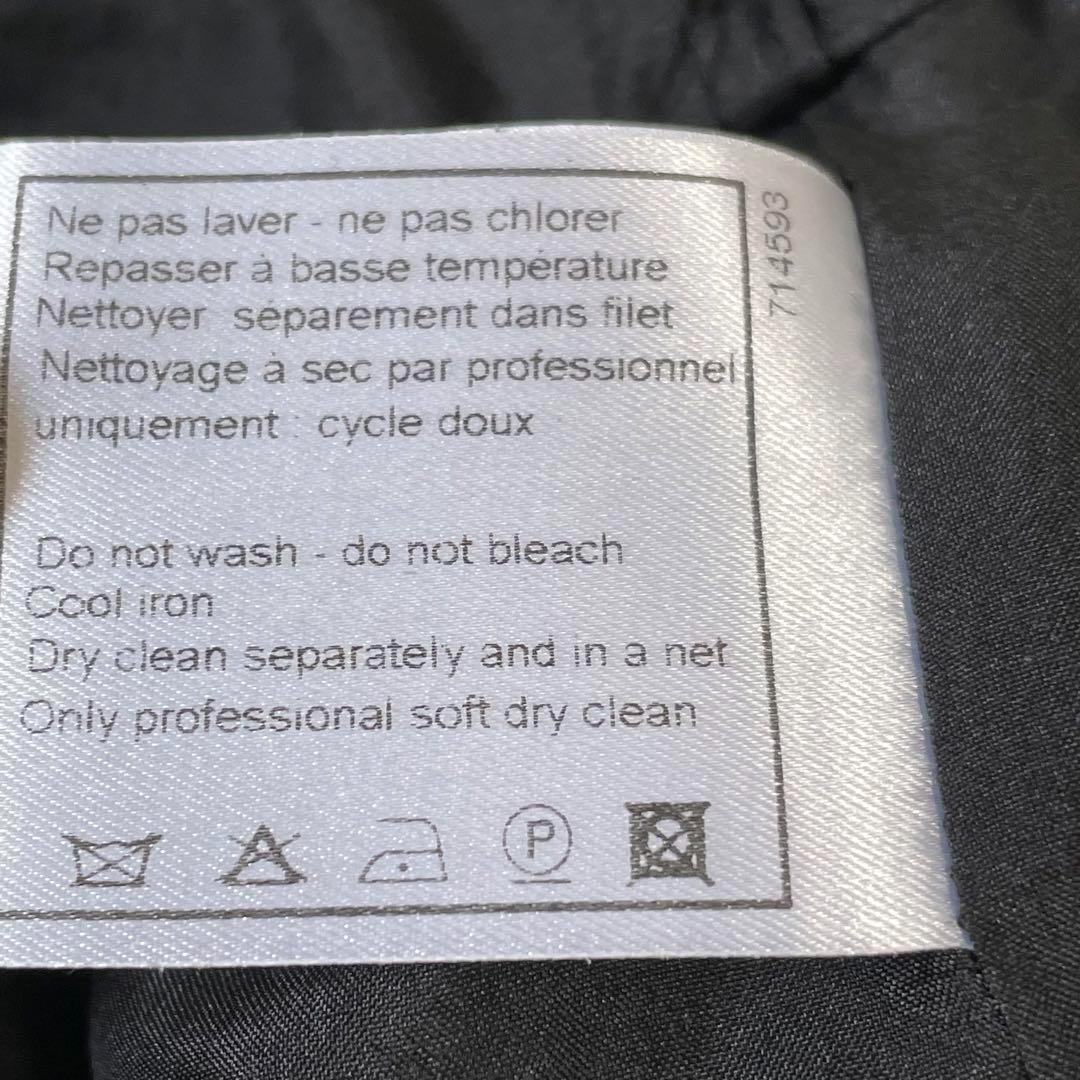 Ne pas laver - ne pas chlorer
Repasser à basse température
Nettoyer séparement dans filet
Nettoyage à sec par professionnel
uniquement : cycle doux
Do not wash - do not bleach
Cool iron
Dry clean separately and in a net
Only professional soft dry clean
P
714593